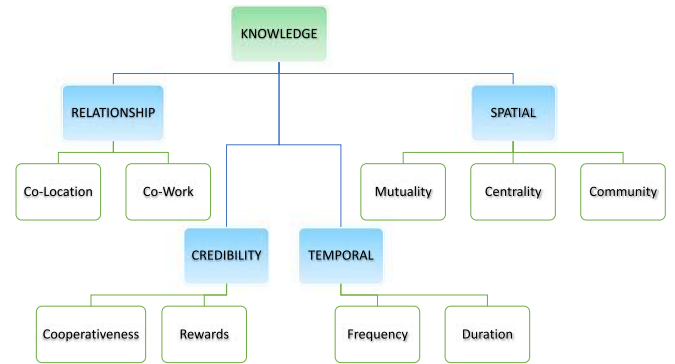 KNOWLEDGE
RELATIONSHIP
SPATIAL
Co-Location
Co-Work
Mutuality
Centrality
Community
CREDIBILITY
TEMPORAL
Cooperativeness
Rewards
Frequency
Duration